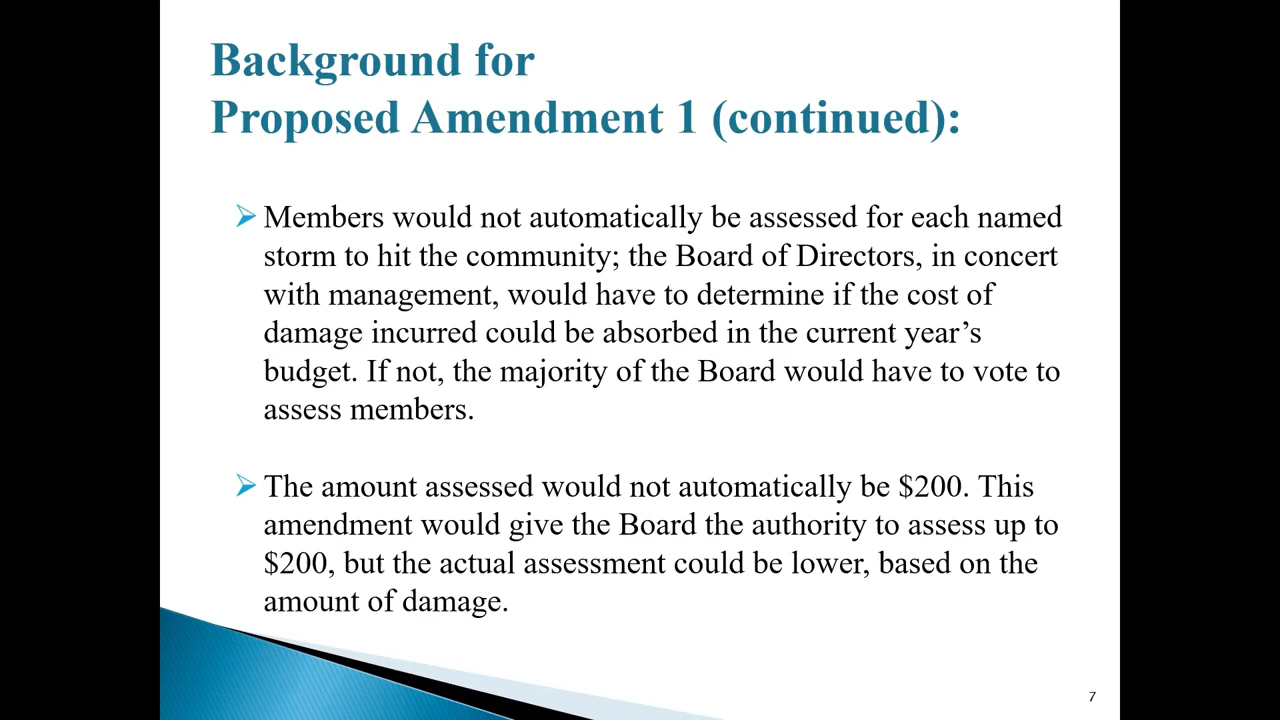 Background for
Proposed Amendment 1 (continued):
Members would not automatically be assessed for each named
storm to hit the community; the Board of Directors, in concert
with management, would have to determine if the cost of
damage incurred could be absorbed in the current year’s
budget. If not, the majority of the Board would have to vote to
assess members.
The amount assessed would not automatically be $200. This
amendment would give the Board the authority to assess up to
$200, but the actual assessment could be lower, based on the
amount of damage.
7